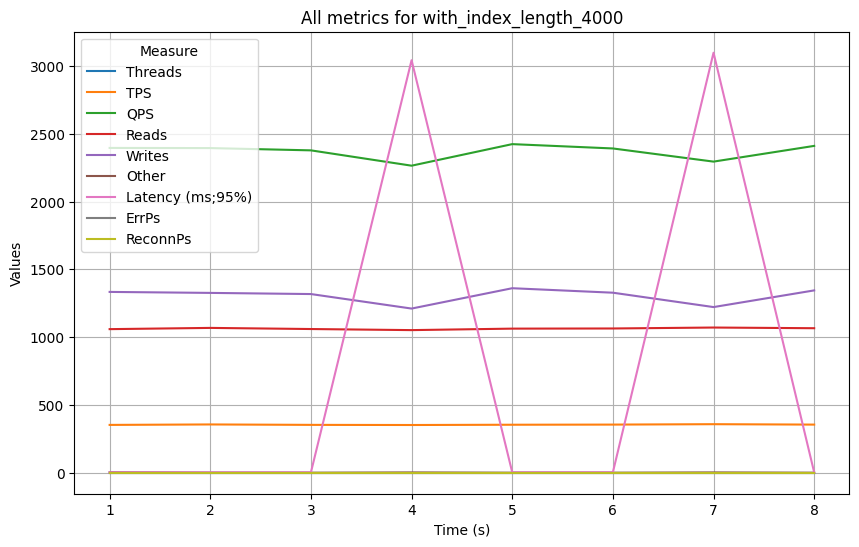 All metrics for with_index_length_4000
Values
3000
2500
2000
1500
1000
500
0
Measure
Threads
TPS
QPS
Reads
Writes
Other
Latency (ms;95%)
ErrPs
ReconnPs
1 2 3 4 5 6 7 8
Time (s)